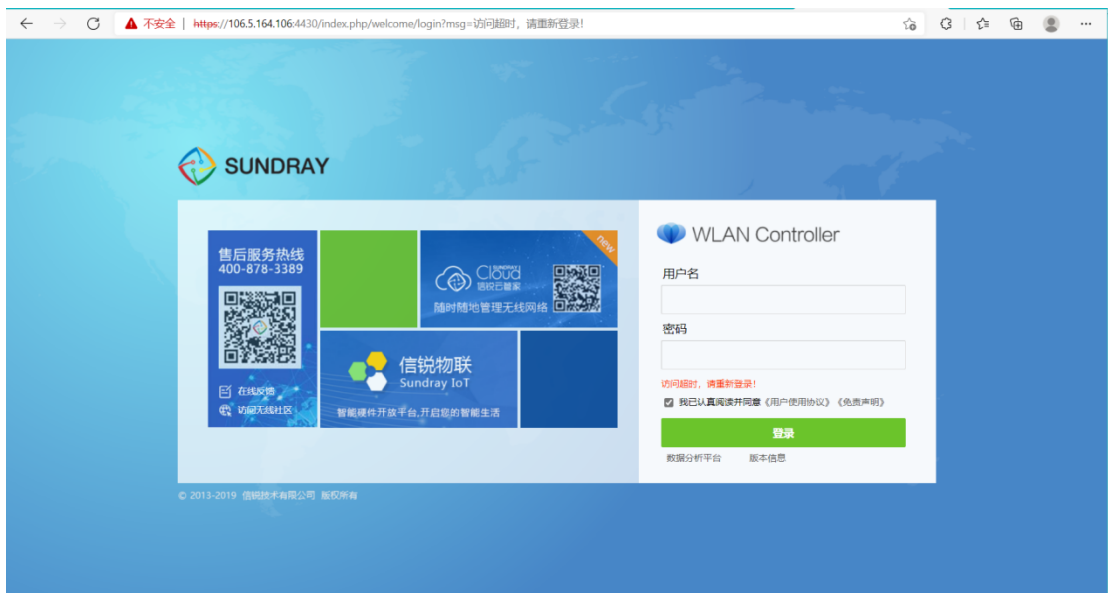 不安全 | https://106.5.164.106:4430/index.php/welcome/login?msg=访问超时，请重新登录!
SUNDRAY
售后服务热线
400-878-3389
在线反馈
访问无线社区
new
SUNDRAY
Cloud
信锐云管家
随时随地管理无线网络
信锐物联
Sundray IoT
智能硬件开放平台,开启您的智能生活
WLAN Controller
用户名
密码
访问超时，请重新登录!
我已认真阅读并同意《用户使用协议》《免责声明》
登录
数据分析平台 版本信息
© 2013-2019 信锐技术有限公司 版权所有